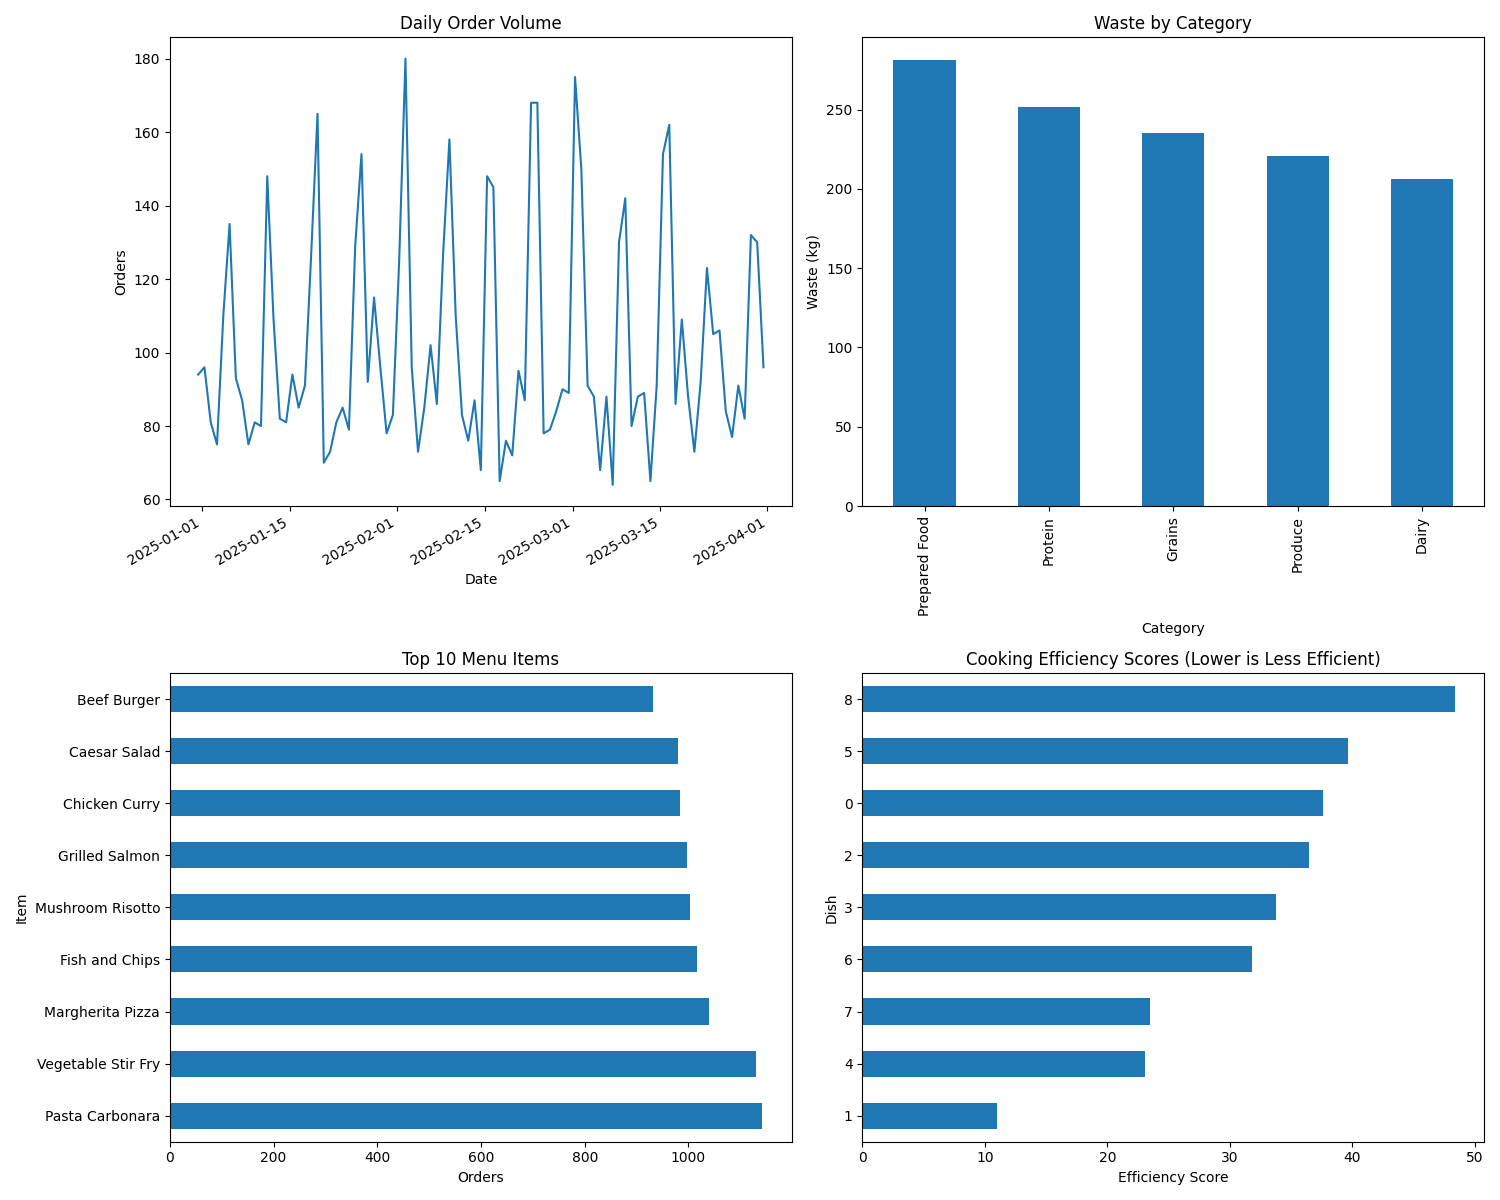 Daily Order Volume
Orders
180
160
140
120
100
80
60
2025-01-01
2025-01-15
2025-02-01
2025-02-15
2025-03-01
2025-03-15
2025-04-01
Date
Waste by Category
Waste (kg)
250
200
150
100
50
0
Prepared Food
Protein
Grains
Produce
Dairy
Category
Top 10 Menu Items
Item
Beef Burger
Caesar Salad
Chicken Curry
Grilled Salmon
Mushroom Risotto
Fish and Chips
Margherita Pizza
Vegetable Stir Fry
Pasta Carbonara
0
200
400
600
800
1000
Orders
Cooking Efficiency Scores (Lower is Less Efficient)
Dish
8
5
0
2
3
6
7
4
1
0
10
20
30
40
50
Efficiency Score